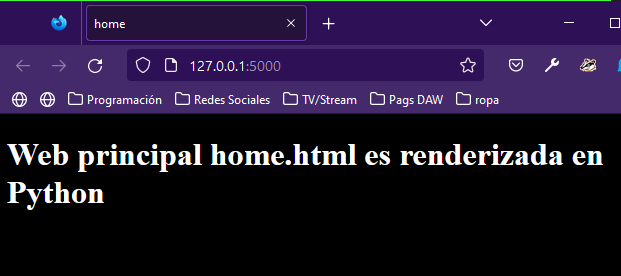 home
127.0.0.1:5000
Programación Redes Sociales TV/Stream Pags DAW ropa
Web principal home.html es renderizada en
Python